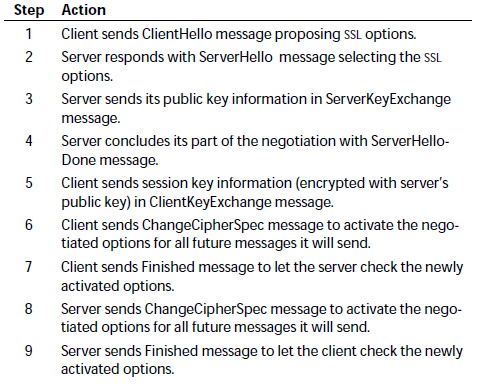 Step Action
1 Client sends ClientHello message proposing SSL options.
2 Server responds with ServerHello message selecting the SSL
options.
3 Server sends its public key information in ServerKeyExchange
message.
4 Server concludes its part of the negotiation with ServerHello-
Done message.
5 Client sends session key information (encrypted with server's
public key) in ClientKeyExchange message.
6 Client sends ChangeCipherSpec message to activate the nego-
tiated options for all future messages it will send.
7 Client sends Finished message to let the server check the newly
activated options.
8 Server sends ChangeCipherSpec message to activate the nego-
tiated options for all future messages it will send.
9 Server sends Finished message to let the client check the newly
activated options.